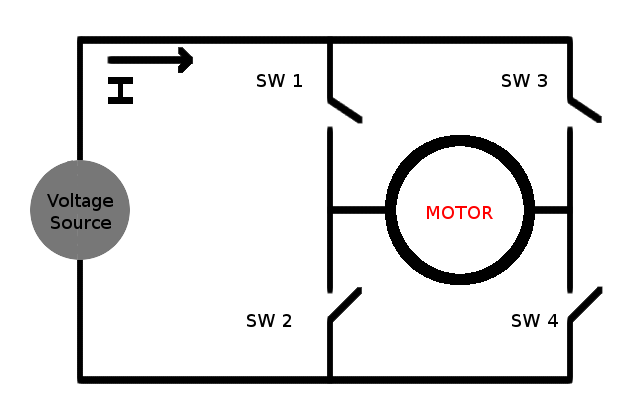 I
SW 1
SW 3
Voltage
Source
MOTOR
SW 2
SW 4